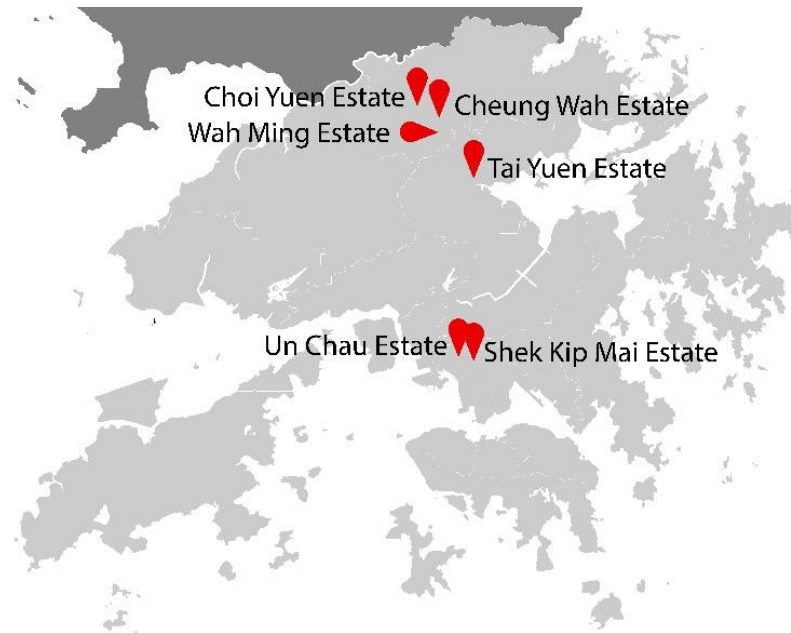 Choi Yuen Estate
Cheung Wah Estate
Wah Ming Estate
Tai Yuen Estate
Un Chau Estate
Shek Kip Mai Estate